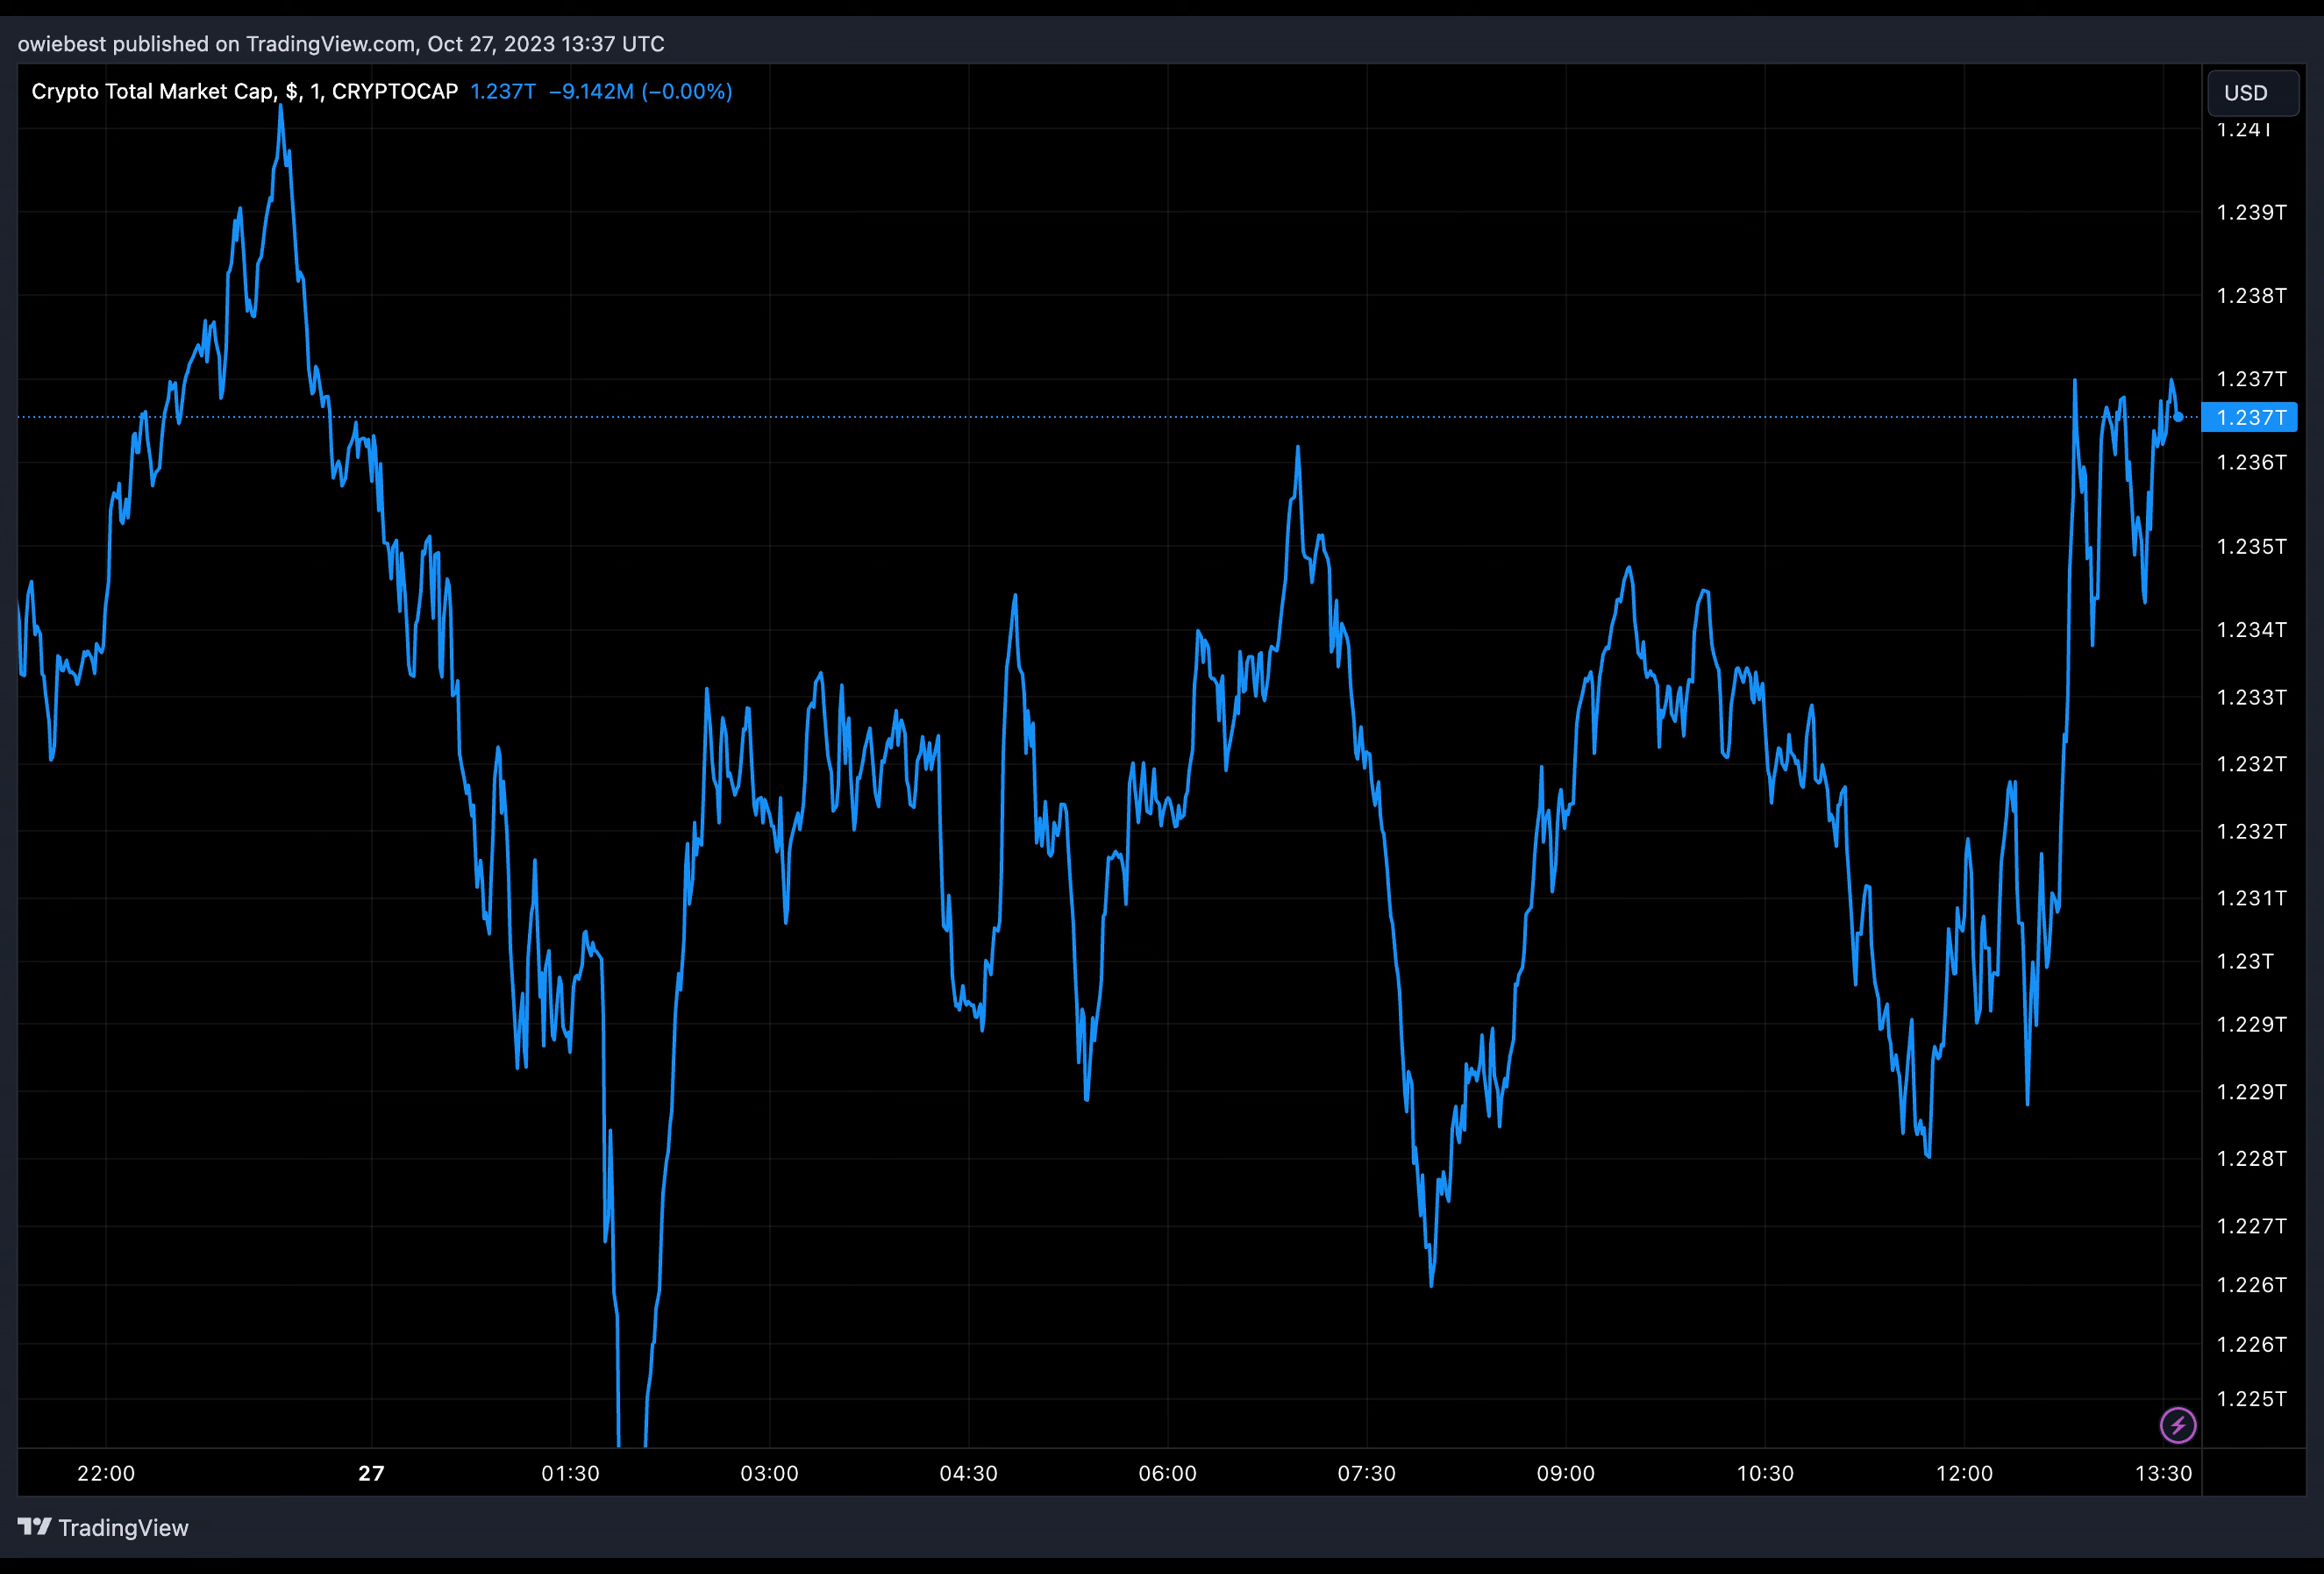 owiebest published on TradingView.com, Oct 27, 2023 13:37 UTC
Crypto Total Market Cap, $, 1, CRYPTOCAP 1.237T −9.142M (−0.00%)
USD
1.24T
1.239T
1.238T
1.237T
1.237T
1.236T
1.235T
1.234T
1.233T
1.232T
1.232T
1.231T
1.23T
1.229T
1.229T
1.228T
1.227T
1.226T
1.226T
1.225T
22:00 27 01:30 03:00 04:30 06:00 07:30 09:00 10:30 12:00 13:30
TradingView